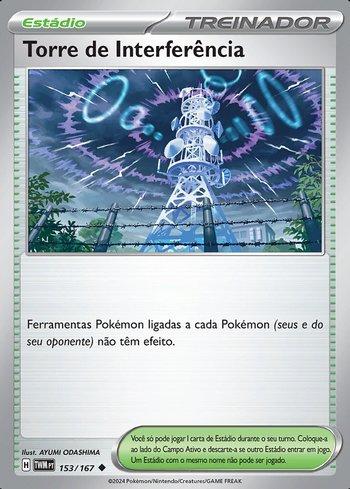 Estádio
TREINADOR
Torre de Interferência
Ferramentas Pokémon ligadas a cada Pokémon (seus e do
seu oponente) não têm efeito.
Ilust. AYUMI ODASHIMA
H TWM PT 153/167 ◆
Você só pode jogar 1 carta de Estádio durante o seu turno. Coloque-a
ao lado do Campo Ativo e descarte-a se outro Estádio entrar em jogo.
Um Estádio com o mesmo nome não pode ser jogado.
©2024 Pokémon/Nintendo/Creatures/GAME FREAK